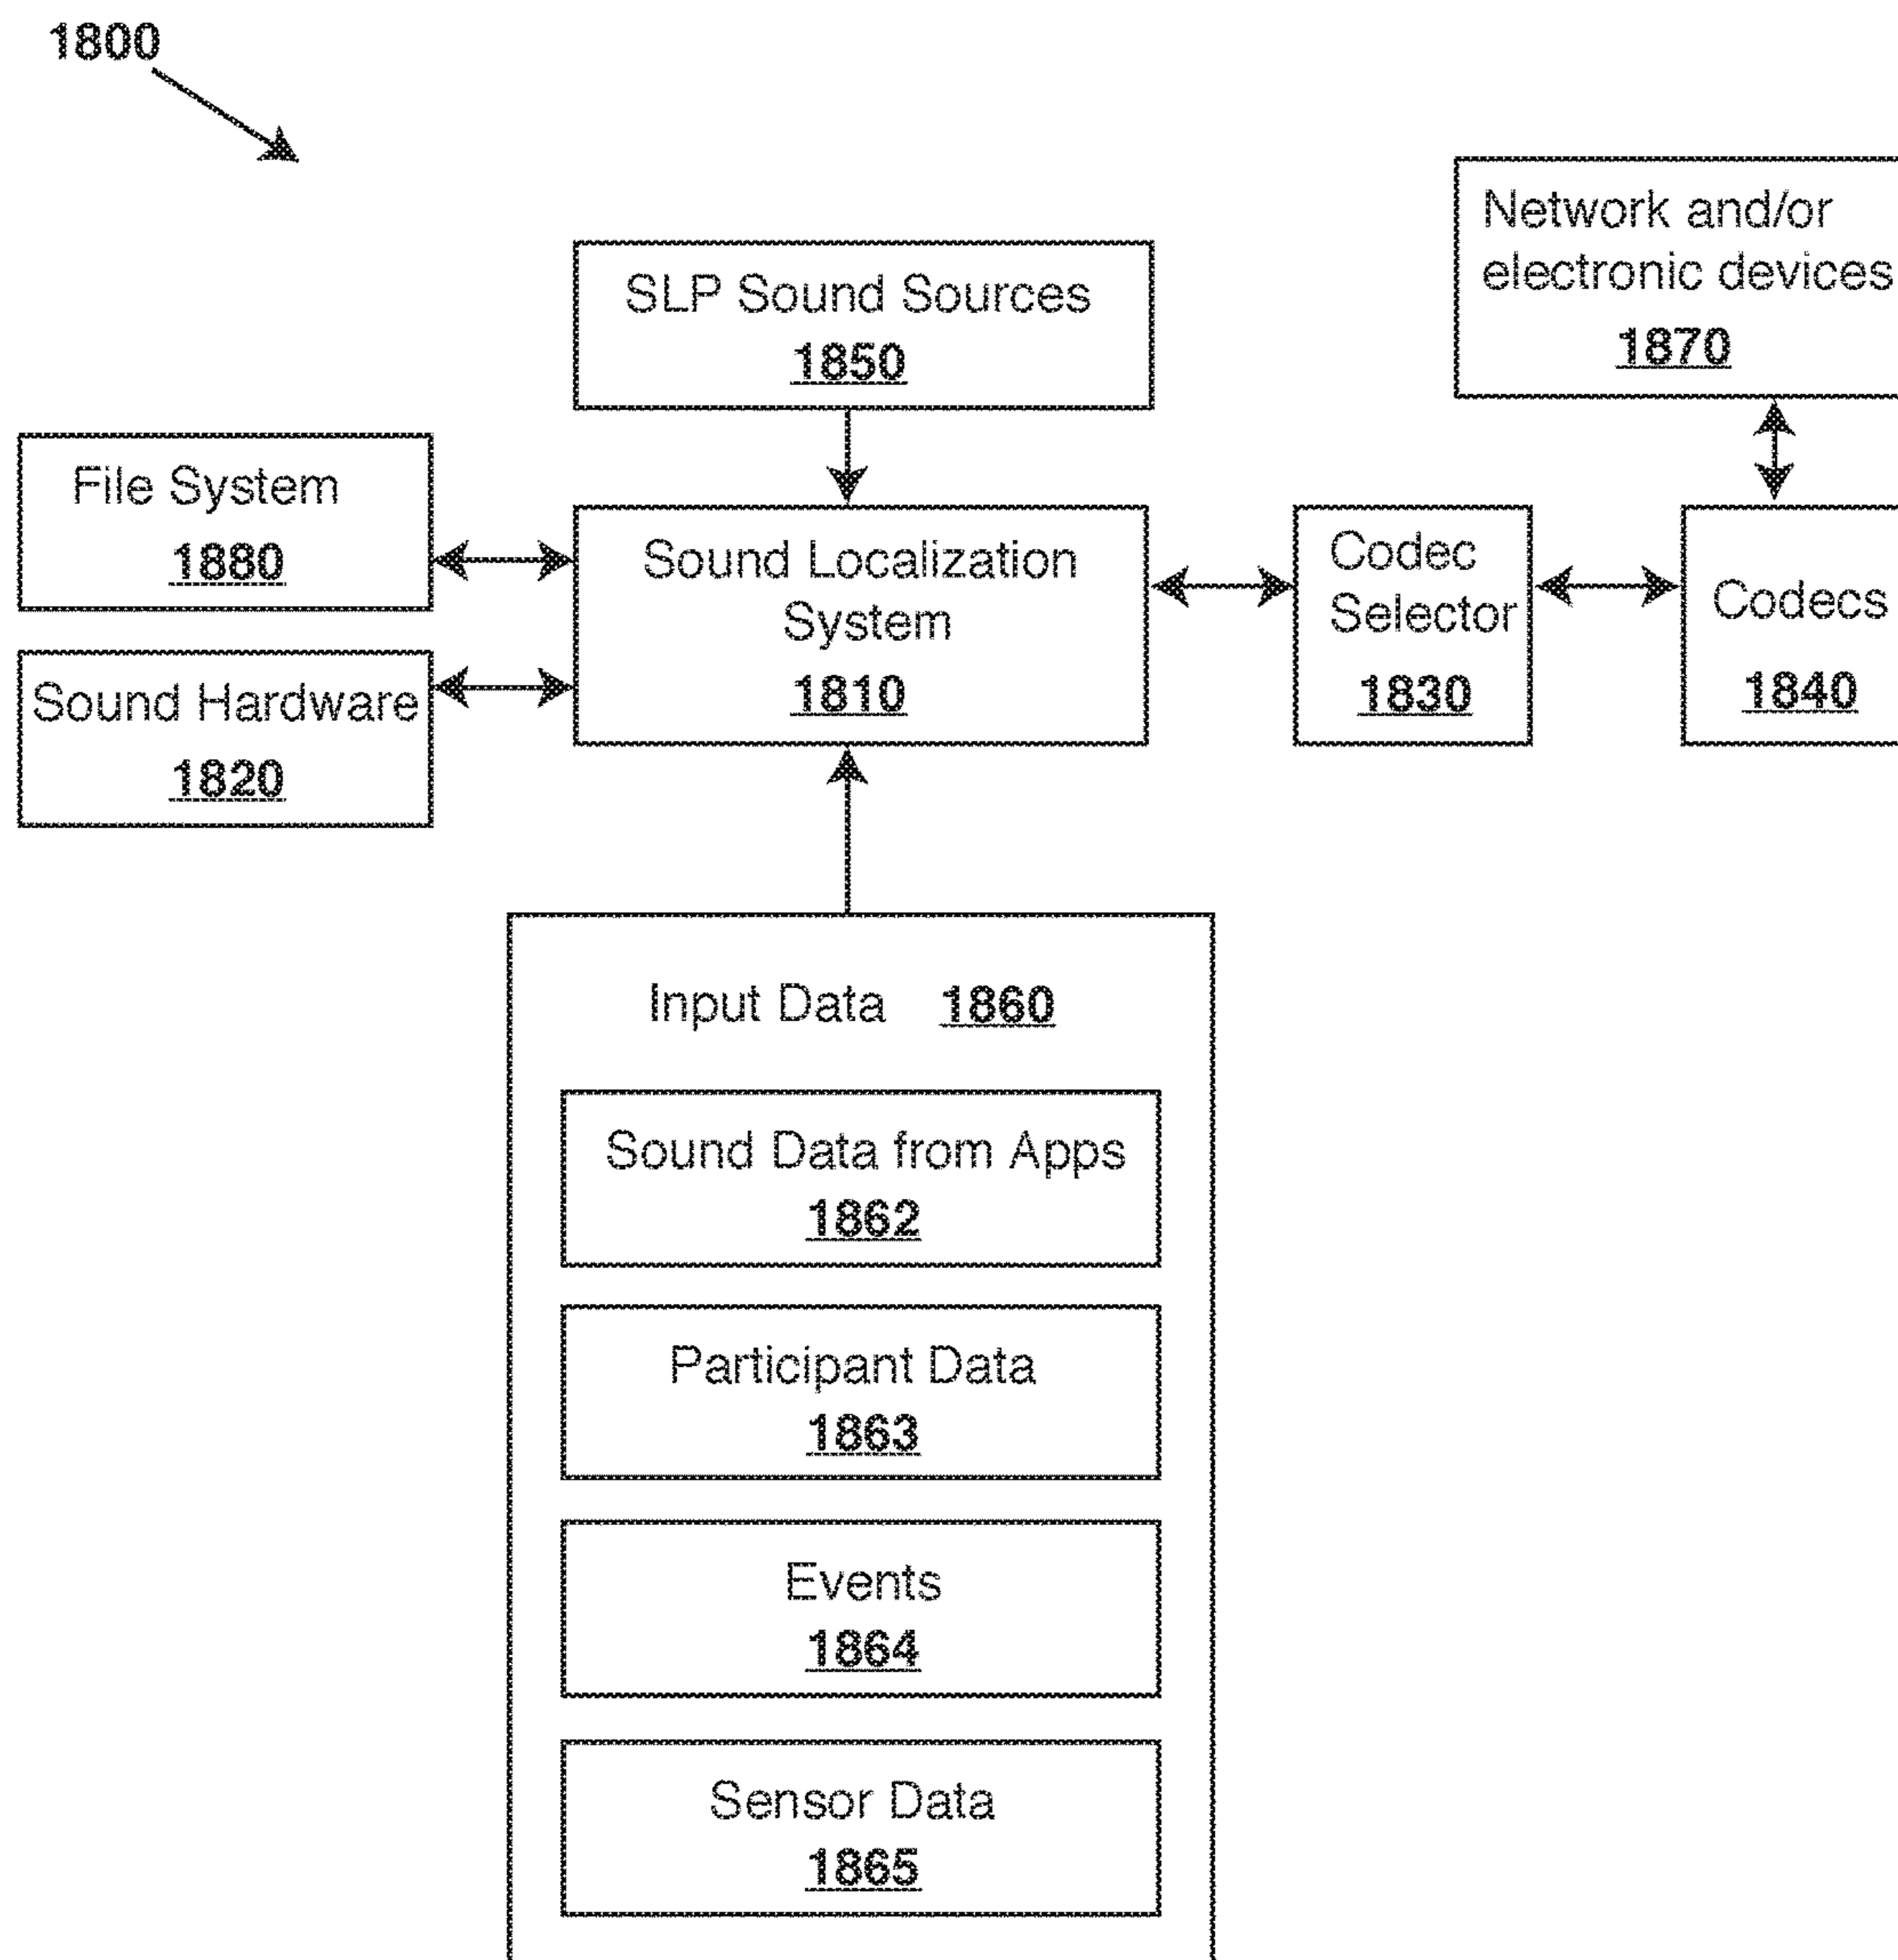 1800
Network and/or
electronic devices
1870
SLP Sound Sources
1850
File System
1880
Sound Localization
System
1810
Codec
Selector
1830
Codecs
1840
Sound Hardware
1820
Input Data 1860
Sound Data from Apps
1862
Participant Data
1863
Events
1864
Sensor Data
1865